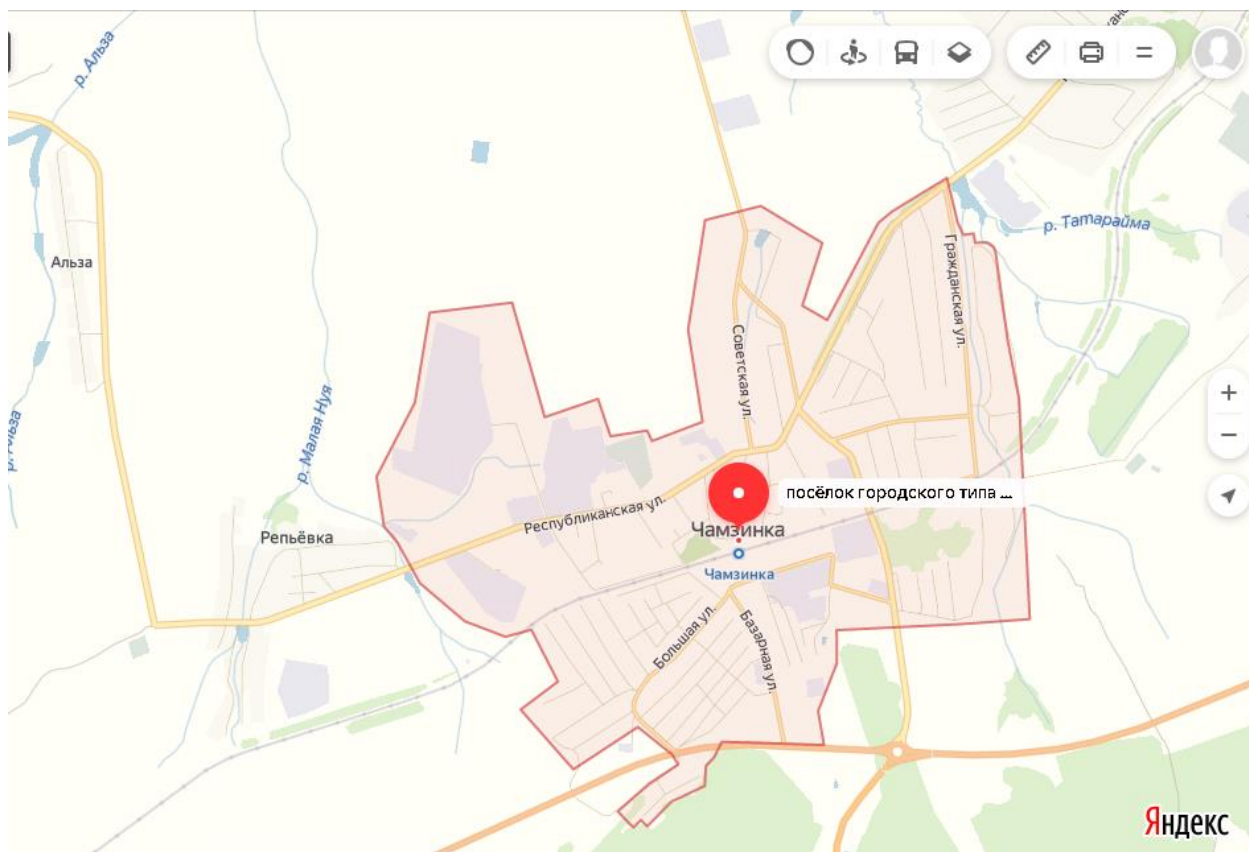 р. Альза
р. Татарайма
Альза
Гражданская ул.
Советская ул.
р. Малая Нуя
посёлок городского типа ...
Республиканская ул.
Чамзинка
Репьёвка
Чамзинка
Большая ул.
Базарная ул.
Яндекс